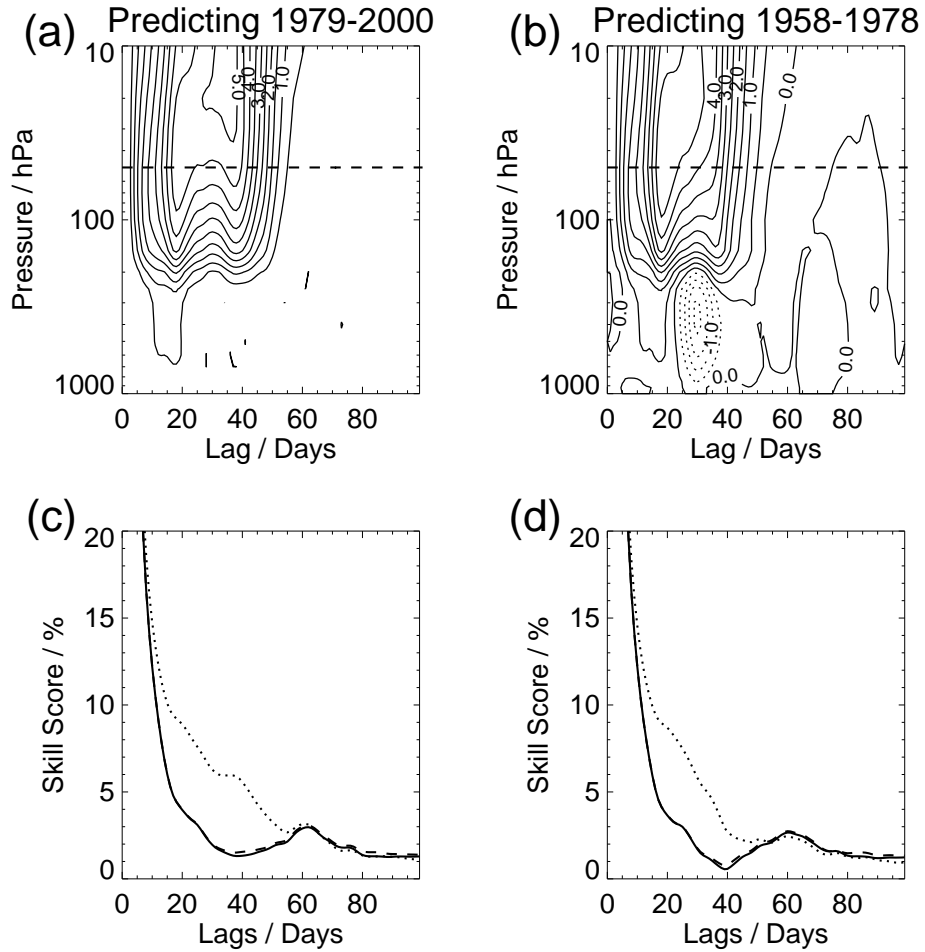 (a) Predicting 1979-2000
10
100
1000
Pressure / hPa
5.0
4.0
3.0
2.0
1.0
0 20 40 60 80
Lag / Days
(b) Predicting 1958-1978
10
100
1000
Pressure / hPa
4.0
3.0
2.0
1.0
0.0
0.0
-1.0
0.0
0.0
0 20 40 60 80
Lag / Days
(c)
20
15
10
5
0
Skill Score / %
0 20 40 60 80
Lags / Days
(d)
20
15
10
5
0
Skill Score / %
0 20 40 60 80
Lags / Days